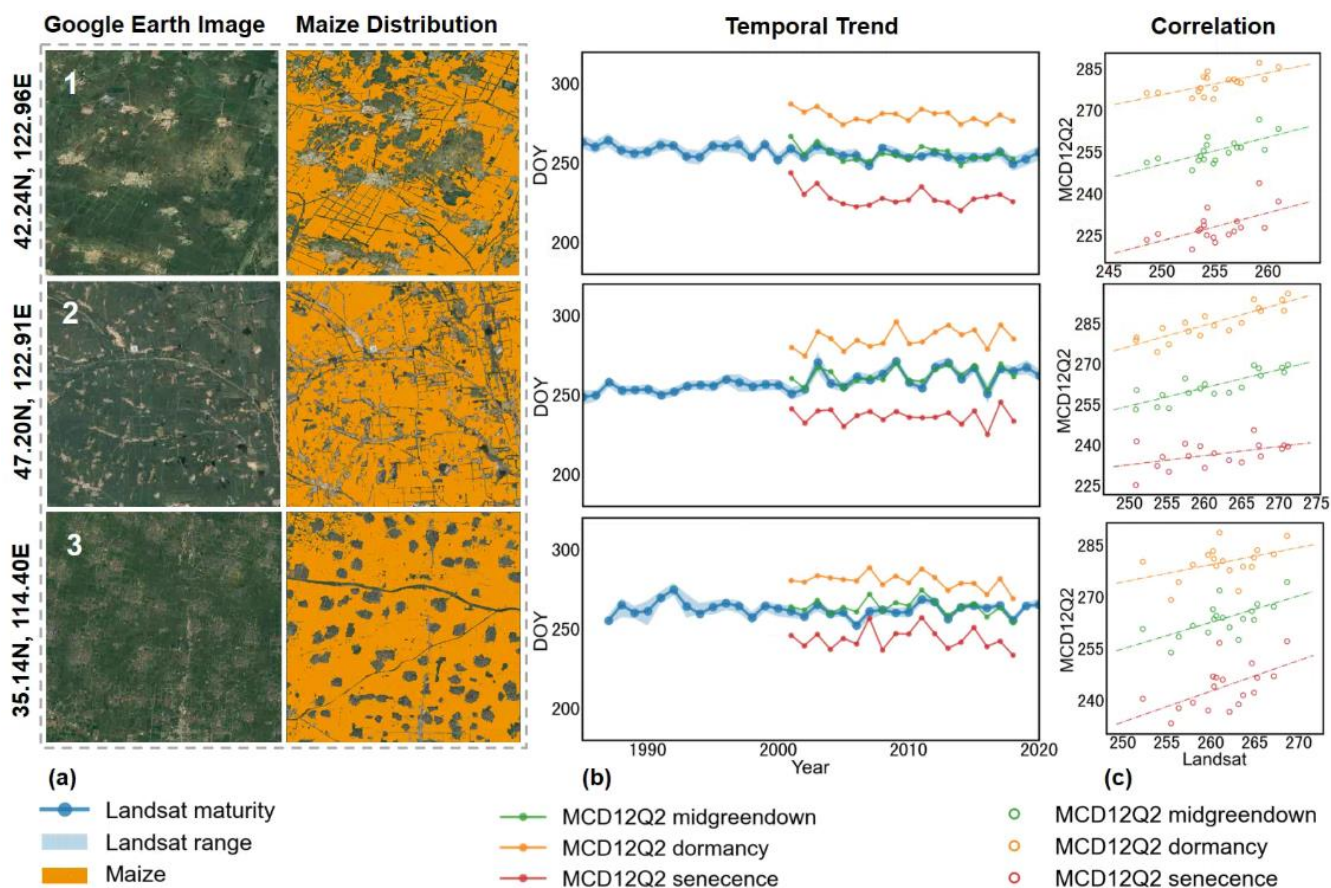 Google Earth Image Maize Distribution Temporal Trend Correlation
42.24N, 122.96E
1
300
250
200
DOY
MCD12Q2
285
270
255
240
225
245 250 255 260
47.20N, 122.91E
2
300
250
200
DOY
MCD12Q2
285
270
255
240
225
250 255 260 265 270 275
35.14N, 114.40E
3
300
250
200
DOY
1990 2000 2010 2020
Year
MCD12Q2
285
270
255
240
250 255 260 265 270
Landsat
(a) (b) (c)
Landsat maturity
Landsat range
Maize
MCD12Q2 midgreendown
MCD12Q2 dormancy
MCD12Q2 senecence
MCD12Q2 midgreendown
MCD12Q2 dormancy
MCD12Q2 senecence